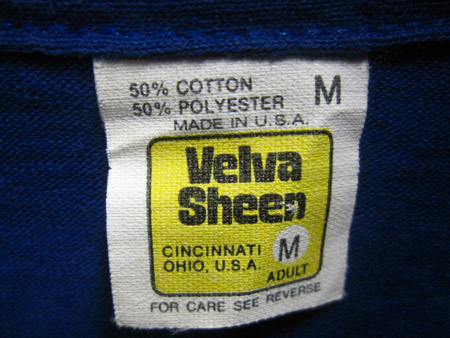 50% COTTON
50% POLYESTER M
MADE IN U.S.A.
Velva
Sheen
CINCINNATI M
OHIO, U.S.A.
ADULT
FOR CARE SEE REVERSE